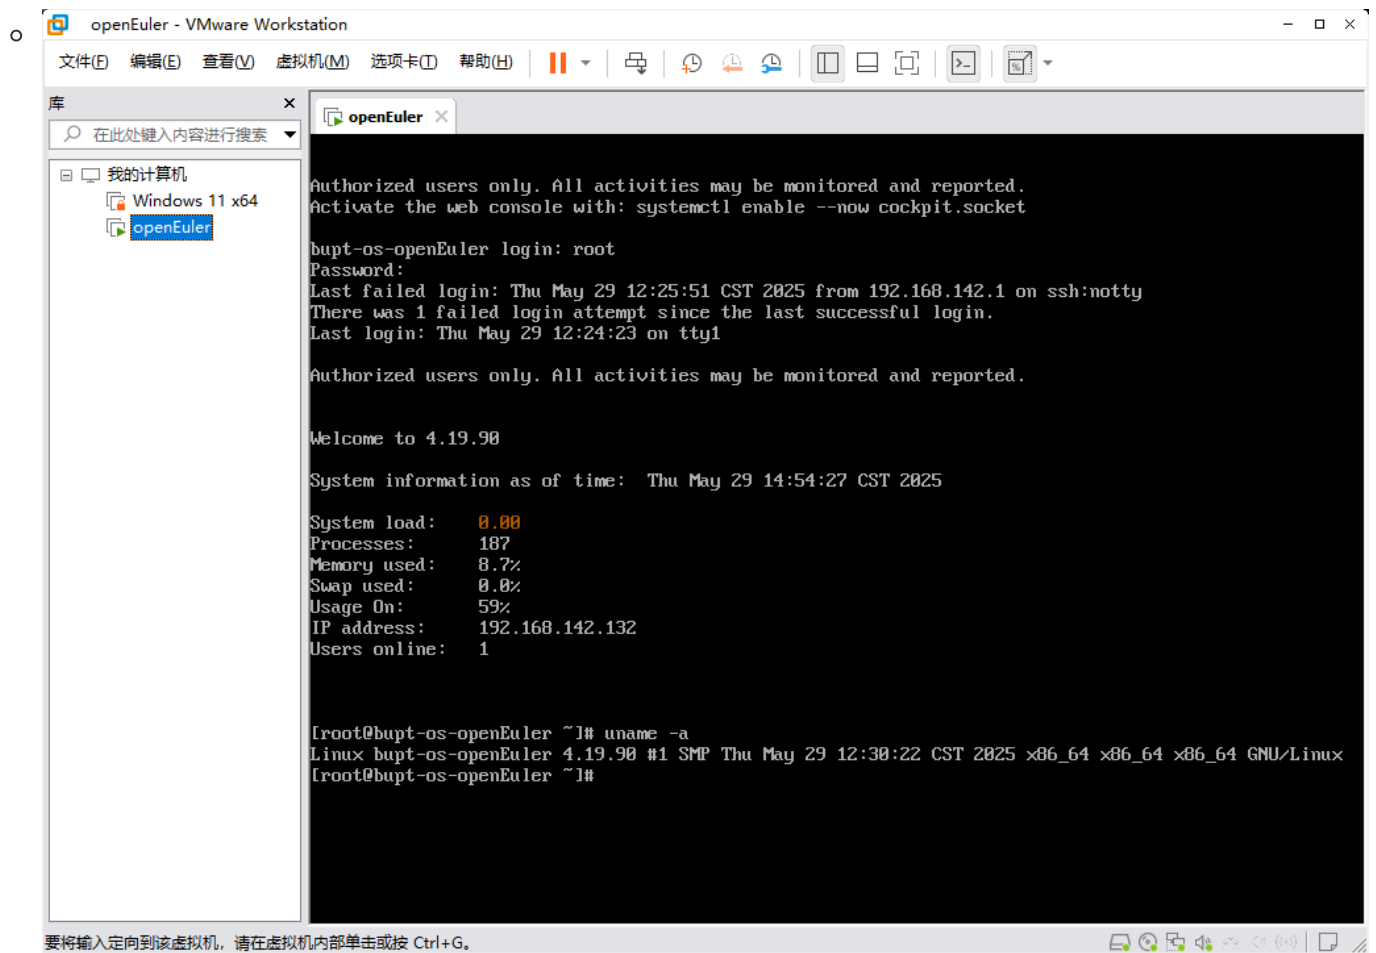 openEuler - VMware Workstation
文件(F) 编辑(E) 查看(V) 虚拟机(M) 选项卡(T) 帮助(H)
库
在此处键入内容进行搜索
我的计算机
Windows 11 x64
openEuler
openEuler
Authorized users only. All activities may be monitored and reported.
Activate the web console with: systemctl enable --now cockpit.socket
bupt-os-openEuler login: root
Password:
Last failed login: Thu May 29 12:25:51 CST 2025 from 192.168.142.1 on ssh:notty
There was 1 failed login attempt since the last successful login.
Last login: Thu May 29 12:24:23 on tty1
Authorized users only. All activities may be monitored and reported.
Welcome to 4.19.90
System information as of time:  Thu May 29 14:54:27 CST 2025
System load:    0.00
Processes:      187
Memory used:    8.7%
Swap used:      0.0%
Usage On:       59%
IP address:     192.168.142.132
Users online:   1
[root@bupt-os-openEuler ~]# uname -a
Linux bupt-os-openEuler 4.19.90 #1 SMP Thu May 29 12:30:22 CST 2025 x86_64 x86_64 x86_64 GNU/Linux
[root@bupt-os-openEuler ~]#
要将输入定向到该虚拟机，请在虚拟机内部单击或按 Ctrl+G。